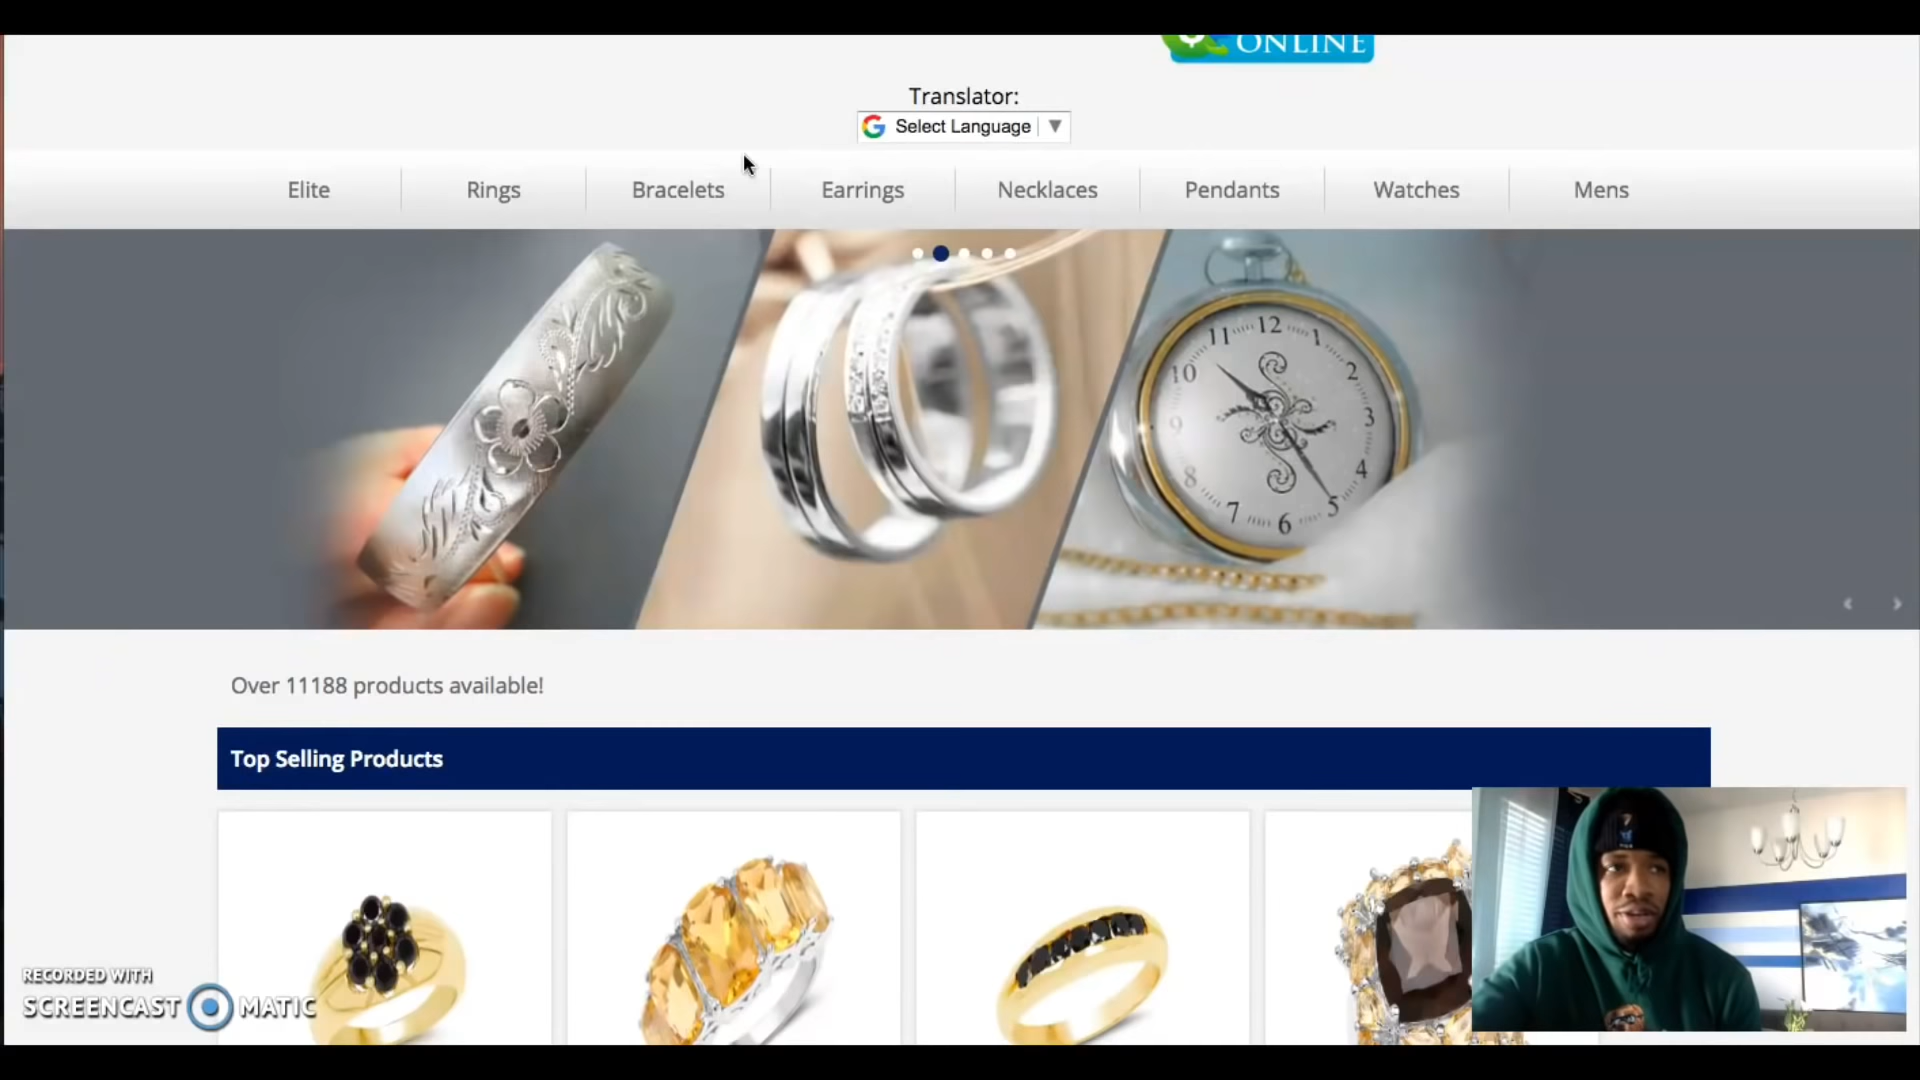 ONLINE
Translator:
Select Language ▼
Elite
Rings
Bracelets
Earrings
Necklaces
Pendants
Watches
Mens
11 12 1
10 2
9 3
8 4
7 6 5
Over 11188 products available!
Top Selling Products
RECORDED WITH
SCREENCAST MATIC